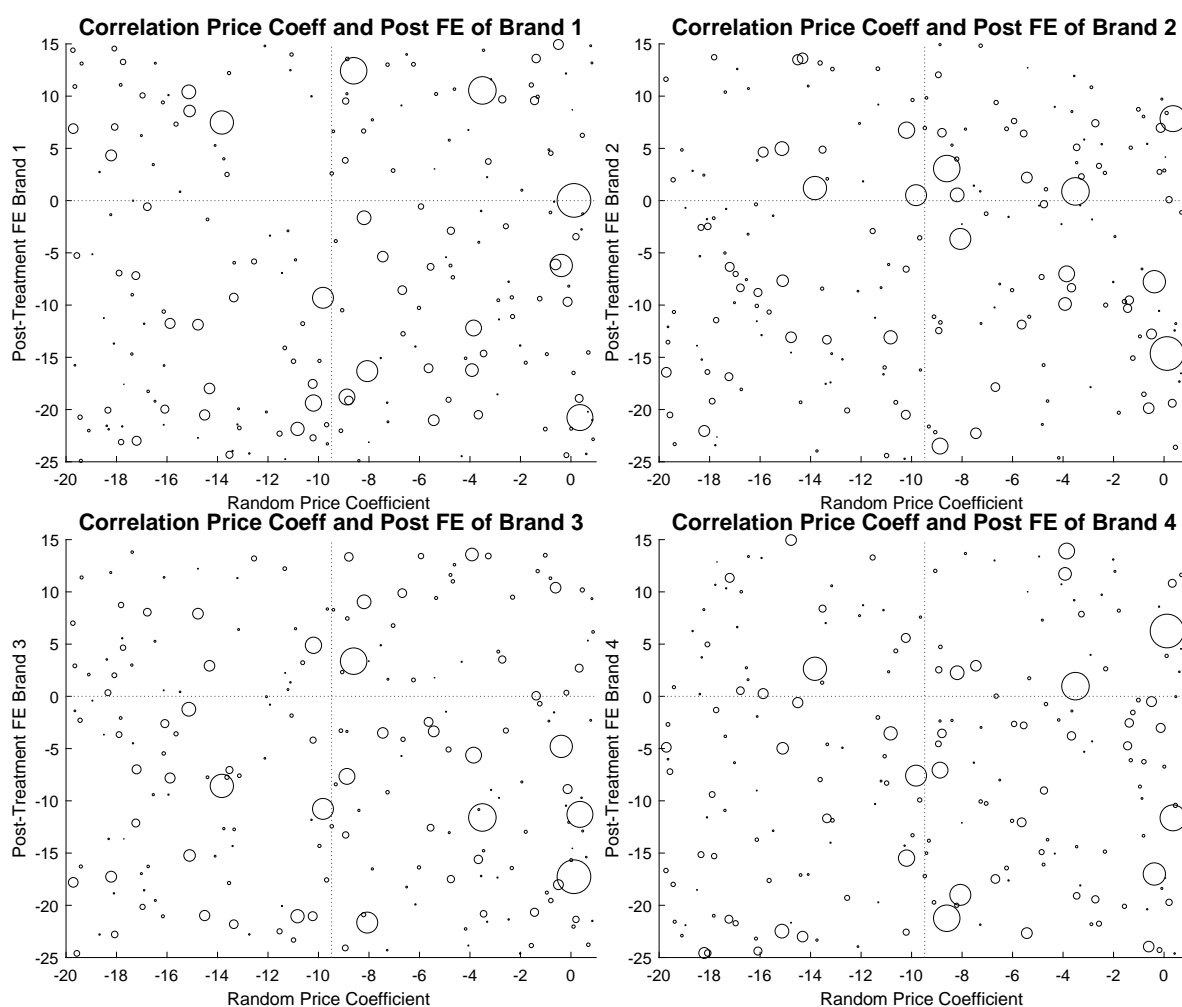 Correlation Price Coeff and Post FE of Brand 1
Post-Treatment FE Brand 1
15
10
5
0
-5
-10
-15
-20
-25
-20 -18 -16 -14 -12 -10 -8 -6 -4 -2 0
Random Price Coefficient
Correlation Price Coeff and Post FE of Brand 2
Post-Treatment FE Brand 2
15
10
5
0
-5
-10
-15
-20
-25
-20 -18 -16 -14 -12 -10 -8 -6 -4 -2 0
Random Price Coefficient
Correlation Price Coeff and Post FE of Brand 3
Post-Treatment FE Brand 3
15
10
5
0
-5
-10
-15
-20
-25
-20 -18 -16 -14 -12 -10 -8 -6 -4 -2 0
Random Price Coefficient
Correlation Price Coeff and Post FE of Brand 4
Post-Treatment FE Brand 4
15
10
5
0
-5
-10
-15
-20
-25
-20 -18 -16 -14 -12 -10 -8 -6 -4 -2 0
Random Price Coefficient